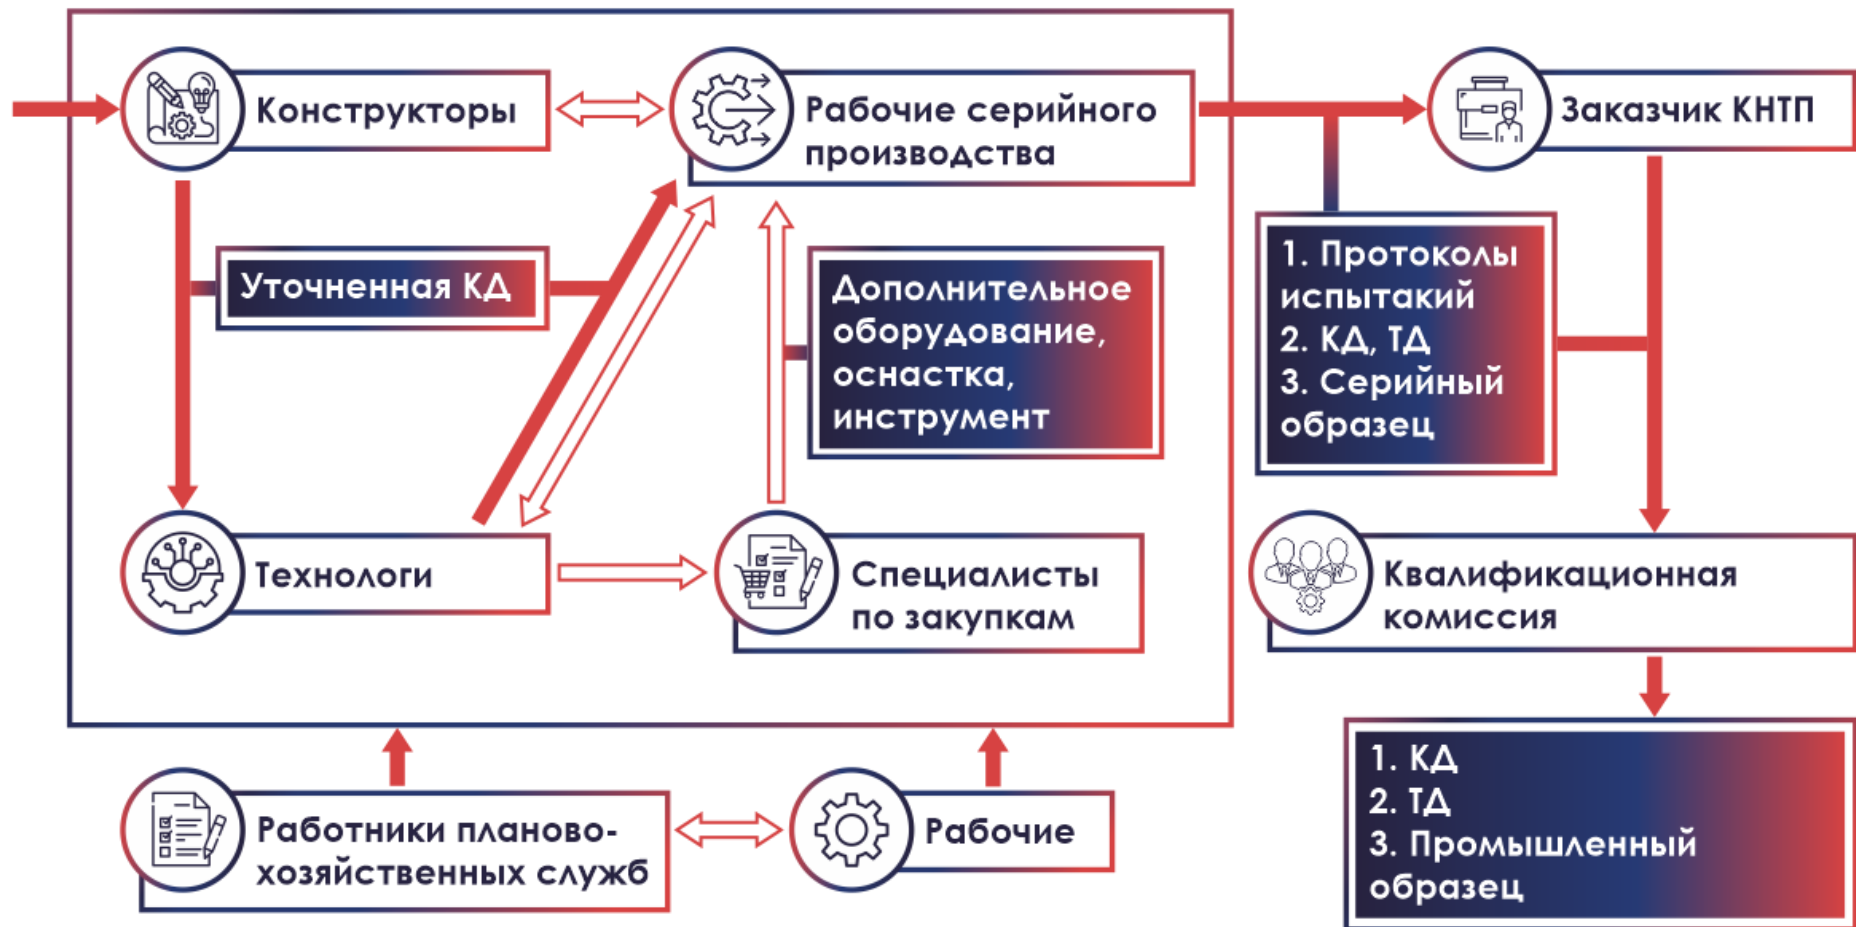 Конструкторы
Рабочие серийного
производства
Заказчик КНТП
Уточненная КД
Дополнительное
оборудование,
оснастка,
инструмент
1. Протоколы
испытакий
2. КД, ТД
3. Серийный
образец
Технологи
Специалисты
по закупкам
Квалификационная
комиссия
Работники планово-
хозяйственных служб
Рабочие
1. КД
2. ТД
3. Промышленный
образец